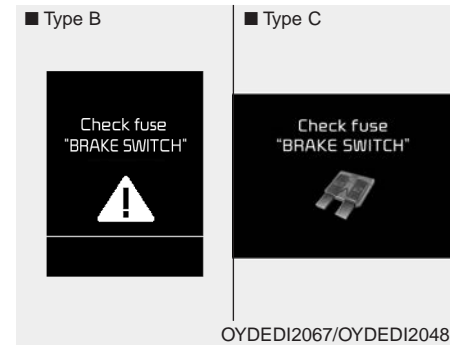 ■ Type B
■ Type C
Check fuse
"BRAKE SWITCH"
Check fuse
"BRAKE SWITCH"
OYDEDI2067/OYDEDI2048